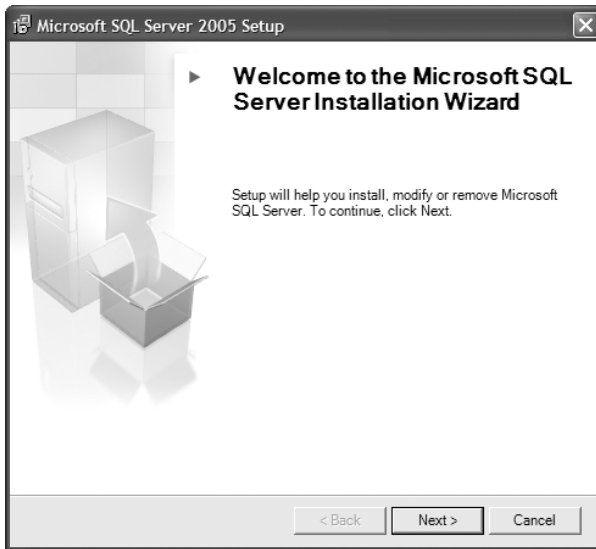 Microsoft SQL Server 2005 Setup
Welcome to the Microsoft SQL
Server Installation Wizard
Setup will help you install, modify or remove Microsoft
SQL Server. To continue, click Next.
< Back
Next >
Cancel